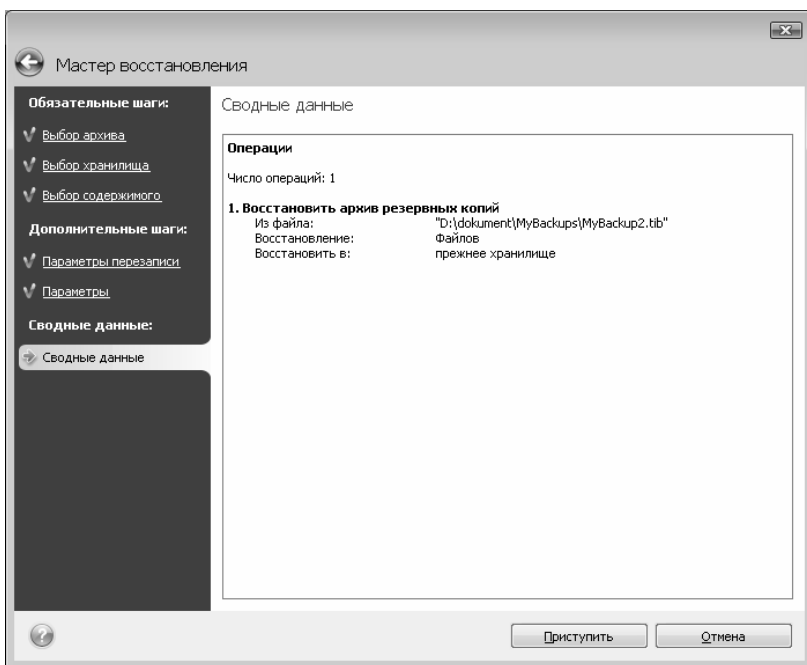 Мастер восстановления
Обязательные шаги:
Выбор архива
Выбор хранилища
Выбор содержимого
Дополнительные шаги:
Параметры перезаписи
Параметры
Сводные данные:
Сводные данные
Сводные данные
Операции
Число операций: 1
1. Восстановить архив резервных копий
Из файла: "D:\dokument\MyBackups\MyBackup2.tib"
Восстановление: Файлов
Восстановить в: прежнее хранилище
Приступить
Отмена